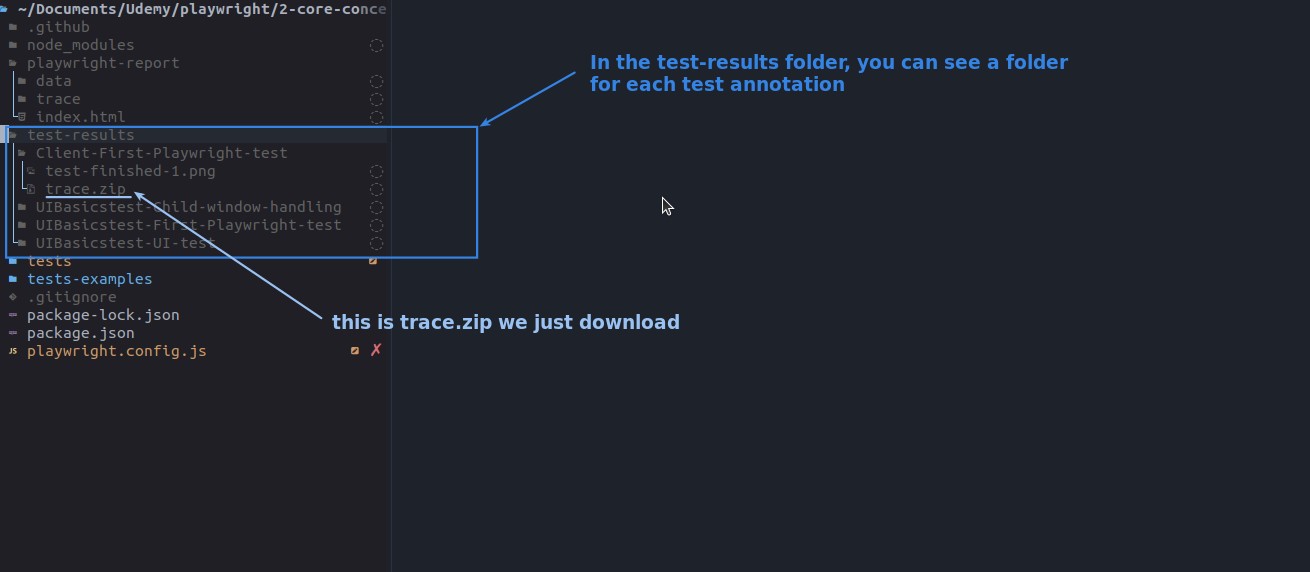 ~/Documents/Udemy/playwright/2-core-conce
.github
node_modules
playwright-report
data
trace
index.html
test-results
Client-First-Playwright-test
test-finished-1.png
trace.zip
UIBasicstest-Child-window-handling
UIBasicstest-First-Playwright-test
UIBasicstest-UI-test
tests
tests-examples
.gitignore
package-lock.json
package.json
JS playwright.config.js
In the test-results folder, you can see a folder
for each test annotation
this is trace.zip we just download